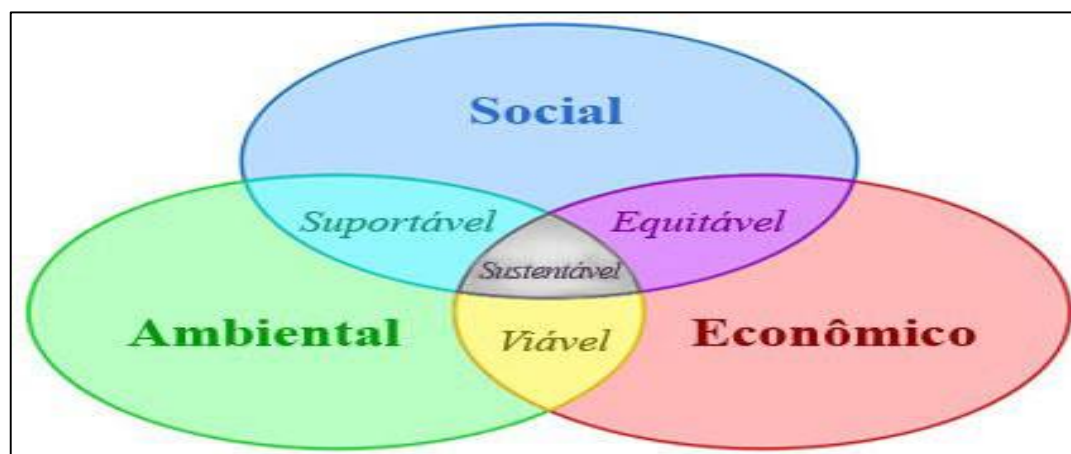 Social
Suportável
Equitável
Sustentável
Ambiental
Viável
Econômico